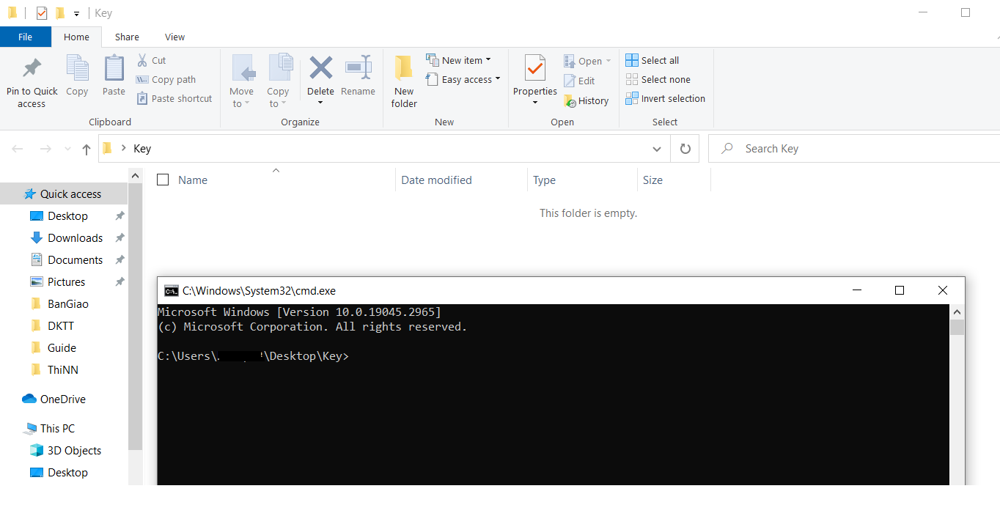 Key
File Home Share View
Pin to Quick access
Copy
Paste
Cut
Copy path
Paste shortcut
Clipboard
Move to
Copy to
Delete
Rename
Organize
New folder
New item
Easy access
New
Properties
Open
Edit
History
Open
Select all
Select none
Invert selection
Select
Key
Search Key
Name Date modified Type Size
This folder is empty.
Quick access
Desktop
Downloads
Documents
Pictures
BanGiao
DKTT
Guide
ThiNN
OneDrive
This PC
3D Objects
Desktop
C:\Windows\System32\cmd.exe
Microsoft Windows [Version 10.0.19045.2965]
(c) Microsoft Corporation. All rights reserved.
C:\Users\ \Desktop\Key>